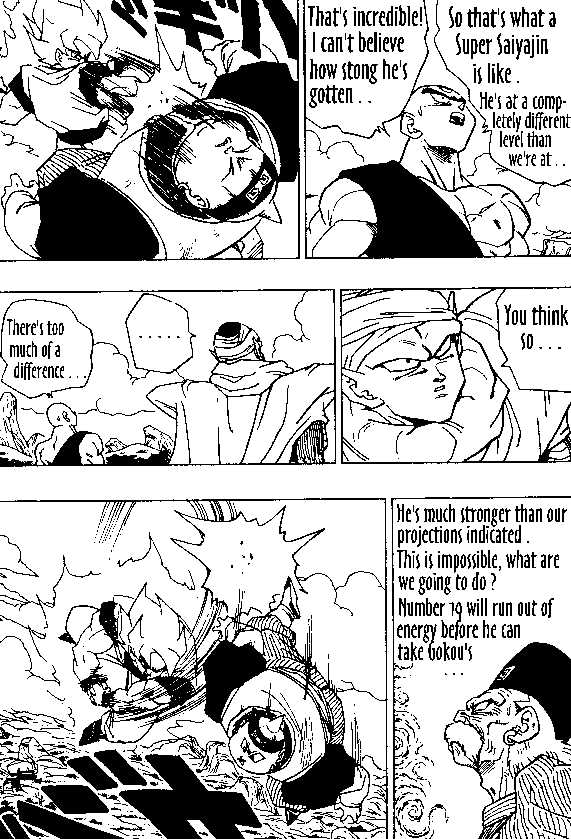 So that's what a
Super Saiyajin
is like .
He's at a comp-
letely different
level than
we're at . .
That's incredible!
I can't believe
how stong he's
gotten . .
You think
so . . .
. . . . .
There's too
much of a
difference . . .
He's much stronger than our
projections indicated .
This is impossible, what are
we going to do ?
Number 19 will run out of
energy before he can
take Gokou's
. . .